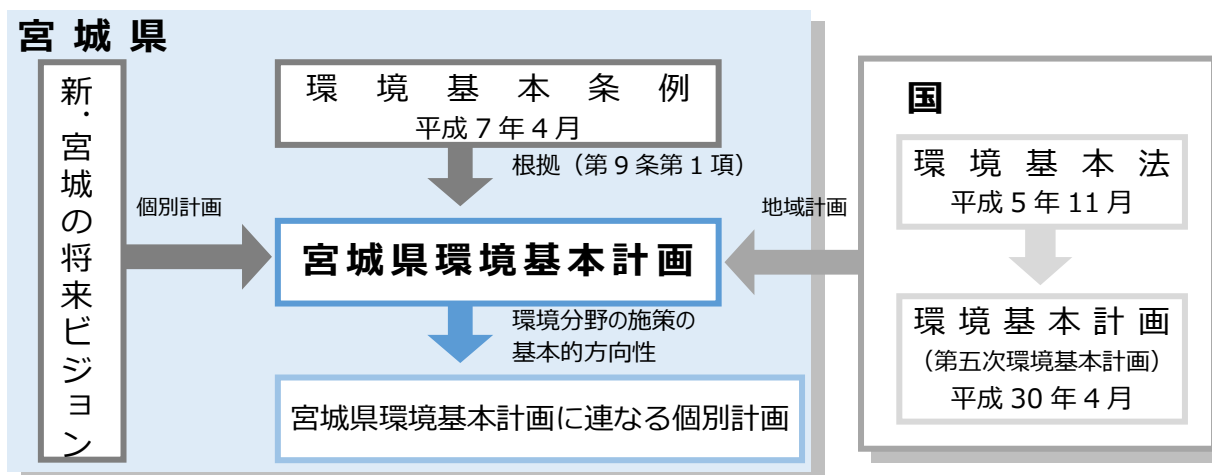 宮城県
新・宮城の将来ビジョン
環境基本条例
平成7年4月
根拠（第9条第1項）
個別計画
宮城県環境基本計画
地域計画
環境分野の施策の
基本的方向性
宮城県環境基本計画に連なる個別計画
国
環境基本法
平成5年11月
環境基本計画
（第五次環境基本計画）
平成30年4月